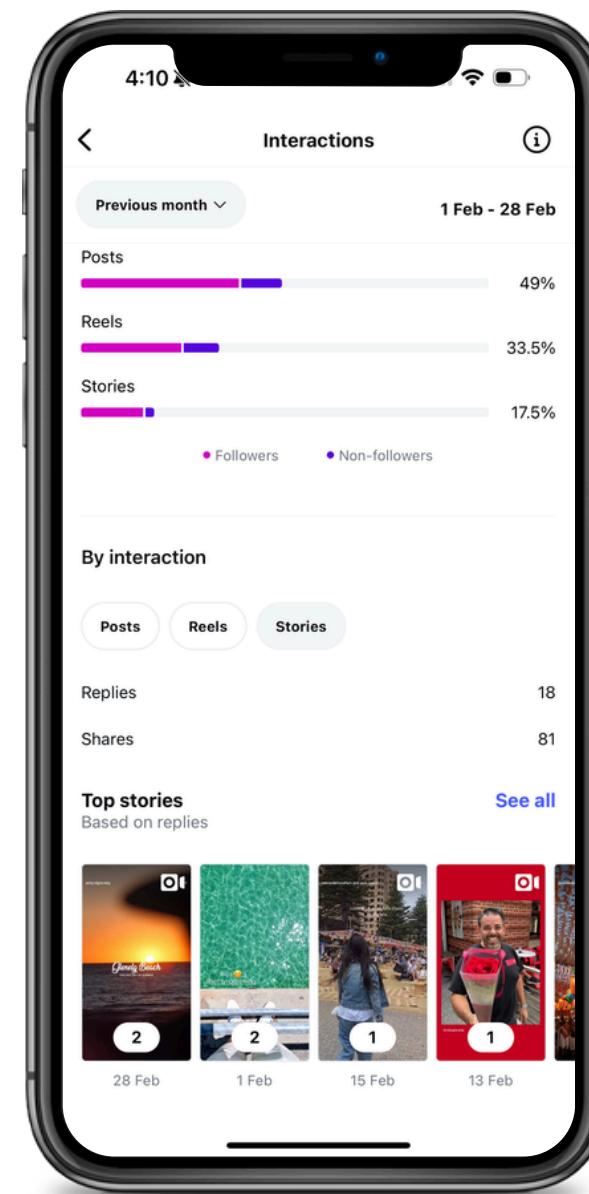 4:10
Interactions
Previous month
1 Feb - 28 Feb
Posts
49%
Reels
33.5%
Stories
17.5%
Followers
Non-followers
By interaction
Posts
Reels
Stories
Replies
18
Shares
81
Top stories
See all
Based on replies
Glenelg Beach
2
2
1
1
28 Feb
1 Feb
15 Feb
13 Feb